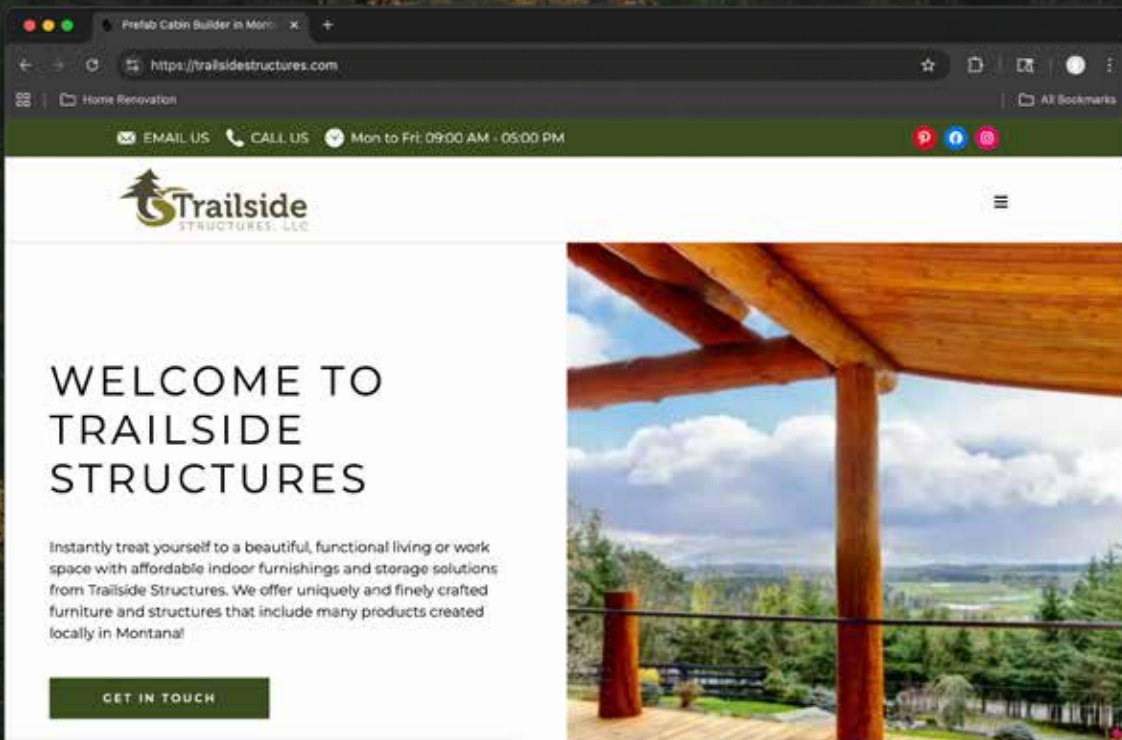 Prefab Cabin Builder in Mont
https://trailsidestructures.com
Home Renovation
All Bookmarks
EMAIL US CALL US Mon to Fri: 09:00 AM - 05:00 PM
Trailside
STRUCTURES, LLC
WELCOME TO
TRAILSIDE
STRUCTURES
Instantly treat yourself to a beautiful, functional living or work
space with affordable indoor furnishings and storage solutions
from Trailside Structures. We offer uniquely and finely crafted
furniture and structures that include many products created
locally in Montana!
GET IN TOUCH